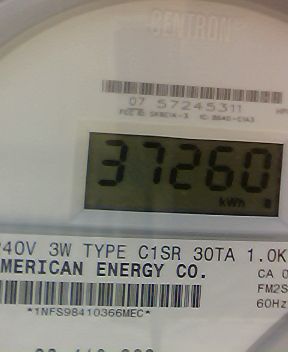 CENTRON
07 57245311
37260
kWh
240V 3W TYPE C1SR 30TA 1.0K
AMERICAN ENERGY CO.
CA 0
FM2S
60Hz
*1NFS98410366MEC*